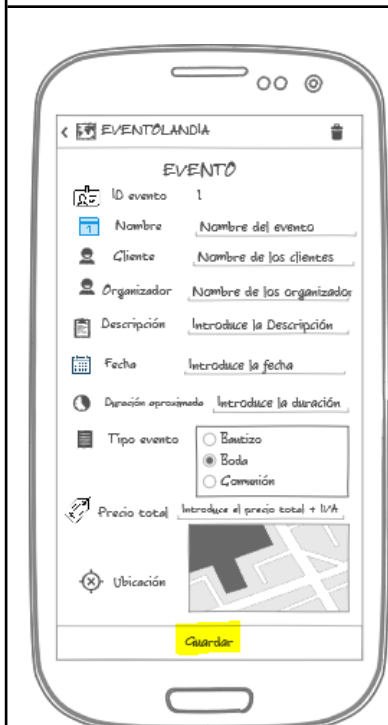 EVENTOLANDIA
EVENTO
ID evento 1
1 Nombre Nombre del evento
Cliente Nombre de los clientes
Organizador Nombre de los organizador
Descripción Introduce la Descripción
Fecha Introduce la fecha
Duración aproximada Introduce la duración
Tipo evento Bautizo
Boda
Comunión
Precio total Introduce el precio total + IVA
Ubicación
Guardar